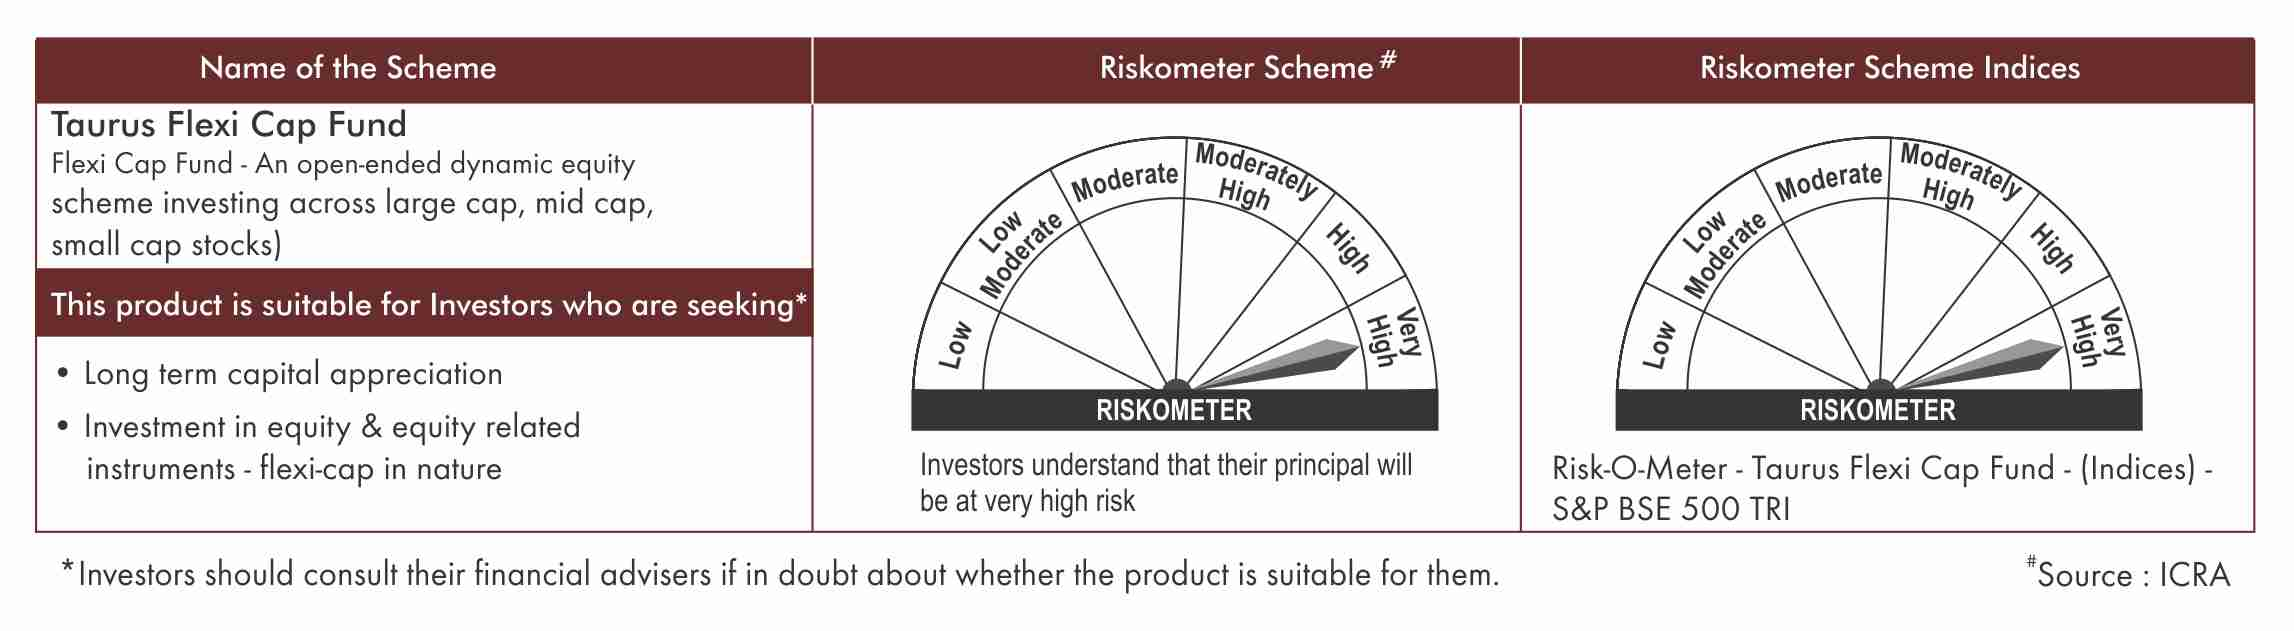 Name of the Scheme
Riskometer Scheme#
Riskometer Scheme Indices
Taurus Flexi Cap Fund
Flexi Cap Fund - An open-ended dynamic equity
scheme investing across large cap, mid cap,
small cap stocks)
This product is suitable for Investors who are seeking*
• Long term capital appreciation
• Investment in equity & equity related
instruments - flexi-cap in nature
Low
Low
Moderate
Moderate
Moderately
High
High
Very
High
RISKOMETER
Investors understand that their principal will
be at very high risk
Low
Low
Moderate
Moderate
Moderately
High
High
Very
High
RISKOMETER
Risk-O-Meter - Taurus Flexi Cap Fund - (Indices) -
S&P BSE 500 TRI
*Investors should consult their financial advisers if in doubt about whether the product is suitable for them.
#Source : ICRA